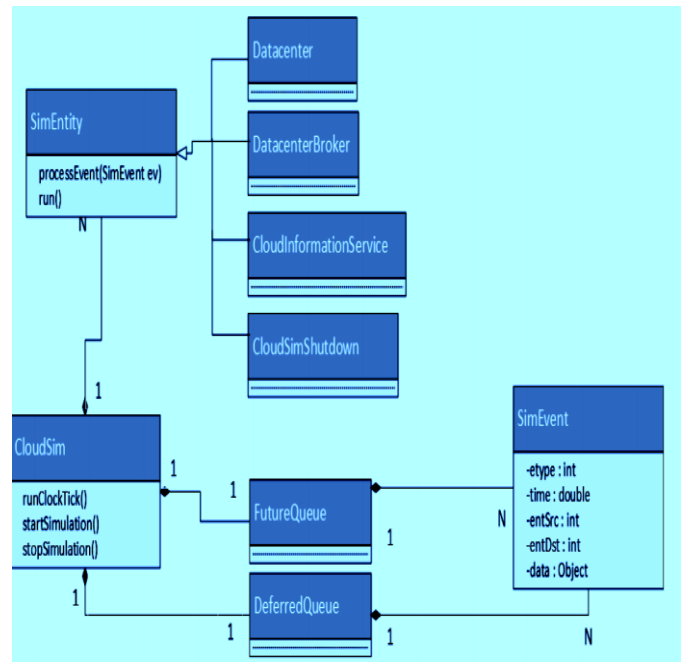 Datacenter
SimEntity
processEvent(SimEvent ev)
run()
N
DatacenterBroker
CloudInformationService
CloudSimShutdown
1
CloudSim
runClockTick()
startSimulation()
stopSimulation()
1
1
FutureQueue
1
N
SimEvent
-etype : int
-time : double
-entSrc : int
-entDst : int
-data : Object
1
1
DeferredQueue
1
N